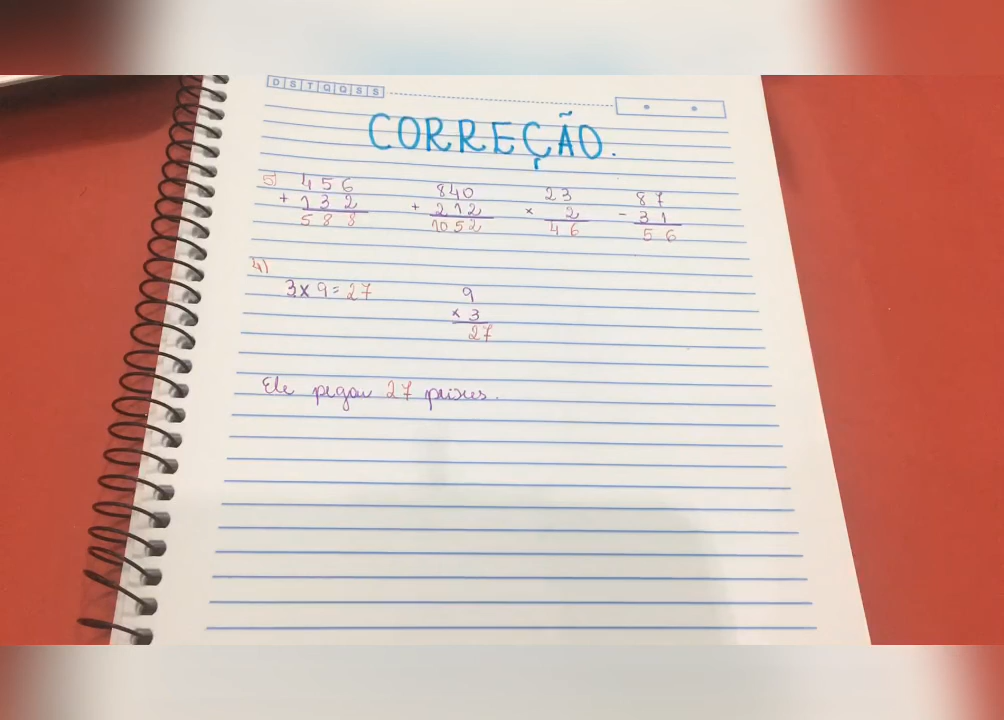 D S T Q Q S S
CORREÇÃO.
5) 456 840 23 87
+ 132 + 212 × 2 - 31
588 1052 46 56
4)
3 × 9 = 27 9
× 3
27
Ele pegou 27 peixes.